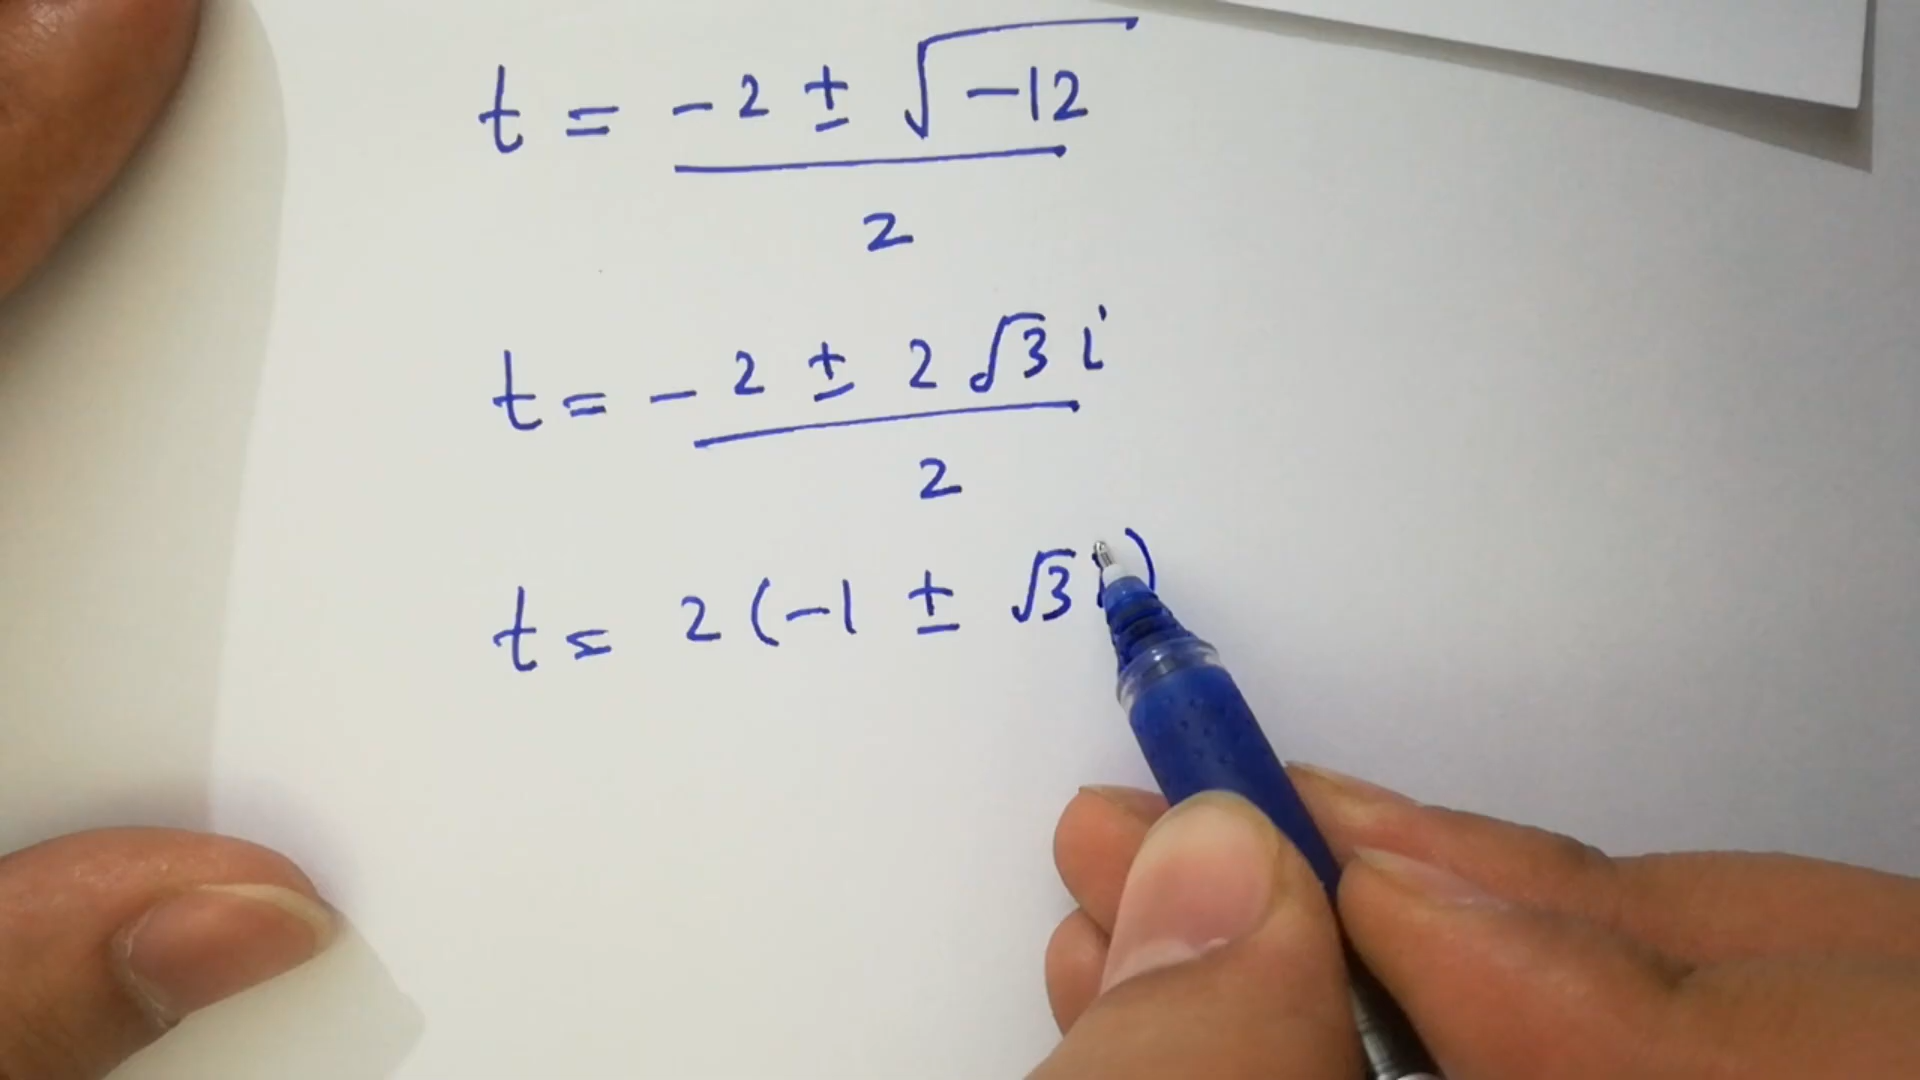 t = -2 ± √-12
2
t = -2 ± 2√3 i
2
t = 2(-1 ± √3 i)